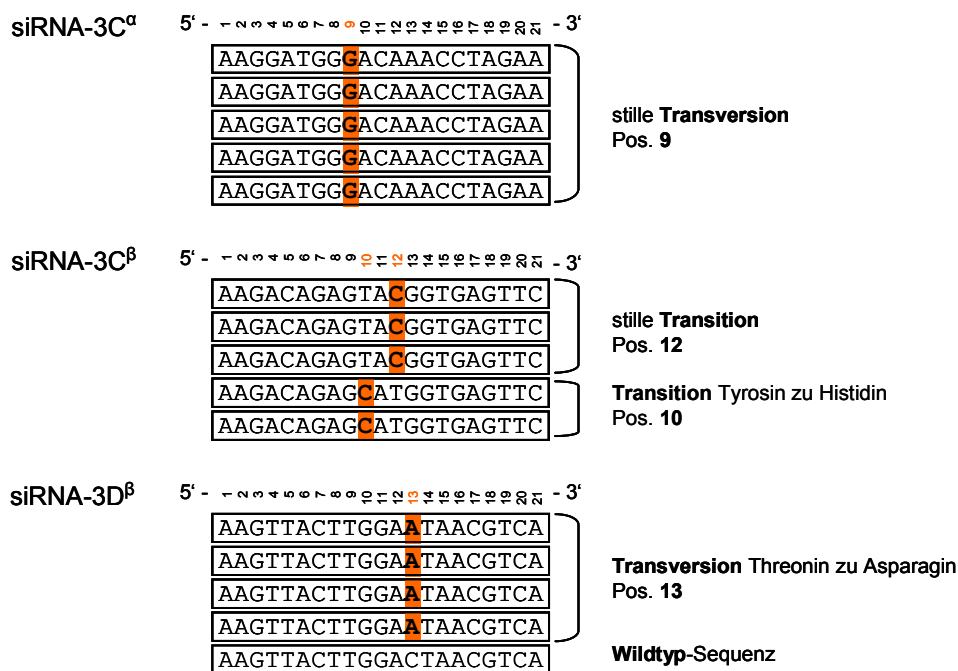 siRNA-3Cα 5‘ - 1 2 3 4 5 6 7 8 9 10 11 12 13 14 15 16 17 18 19 20 21 - 3‘
AAGGATGGGACAAACCTAGAA
AAGGATGGGACAAACCTAGAA
AAGGATGGGACAAACCTAGAA
AAGGATGGGACAAACCTAGAA
AAGGATGGGACAAACCTAGAA
stille Transversion
Pos. 9
siRNA-3Cβ 5‘ - 1 2 3 4 5 6 7 8 9 10 11 12 13 14 15 16 17 18 19 20 21 - 3‘
AAGACAGAGTACGGTGAGTTC
AAGACAGAGTACGGTGAGTTC
AAGACAGAGTACGGTGAGTTC
stille Transition
Pos. 12
AAGACAGAGCATGGTGAGTTC
AAGACAGAGCATGGTGAGTTC
Transition Tyrosin zu Histidin
Pos. 10
siRNA-3Dβ 5‘ - 1 2 3 4 5 6 7 8 9 10 11 12 13 14 15 16 17 18 19 20 21 - 3‘
AAGTTACTTGGAATAACGTCA
AAGTTACTTGGAATAACGTCA
AAGTTACTTGGAATAACGTCA
AAGTTACTTGGAATAACGTCA
Transversion Threonin zu Asparagin
Pos. 13
AAGTTACTTGGACTAACGTCA
Wildtyp-Sequenz